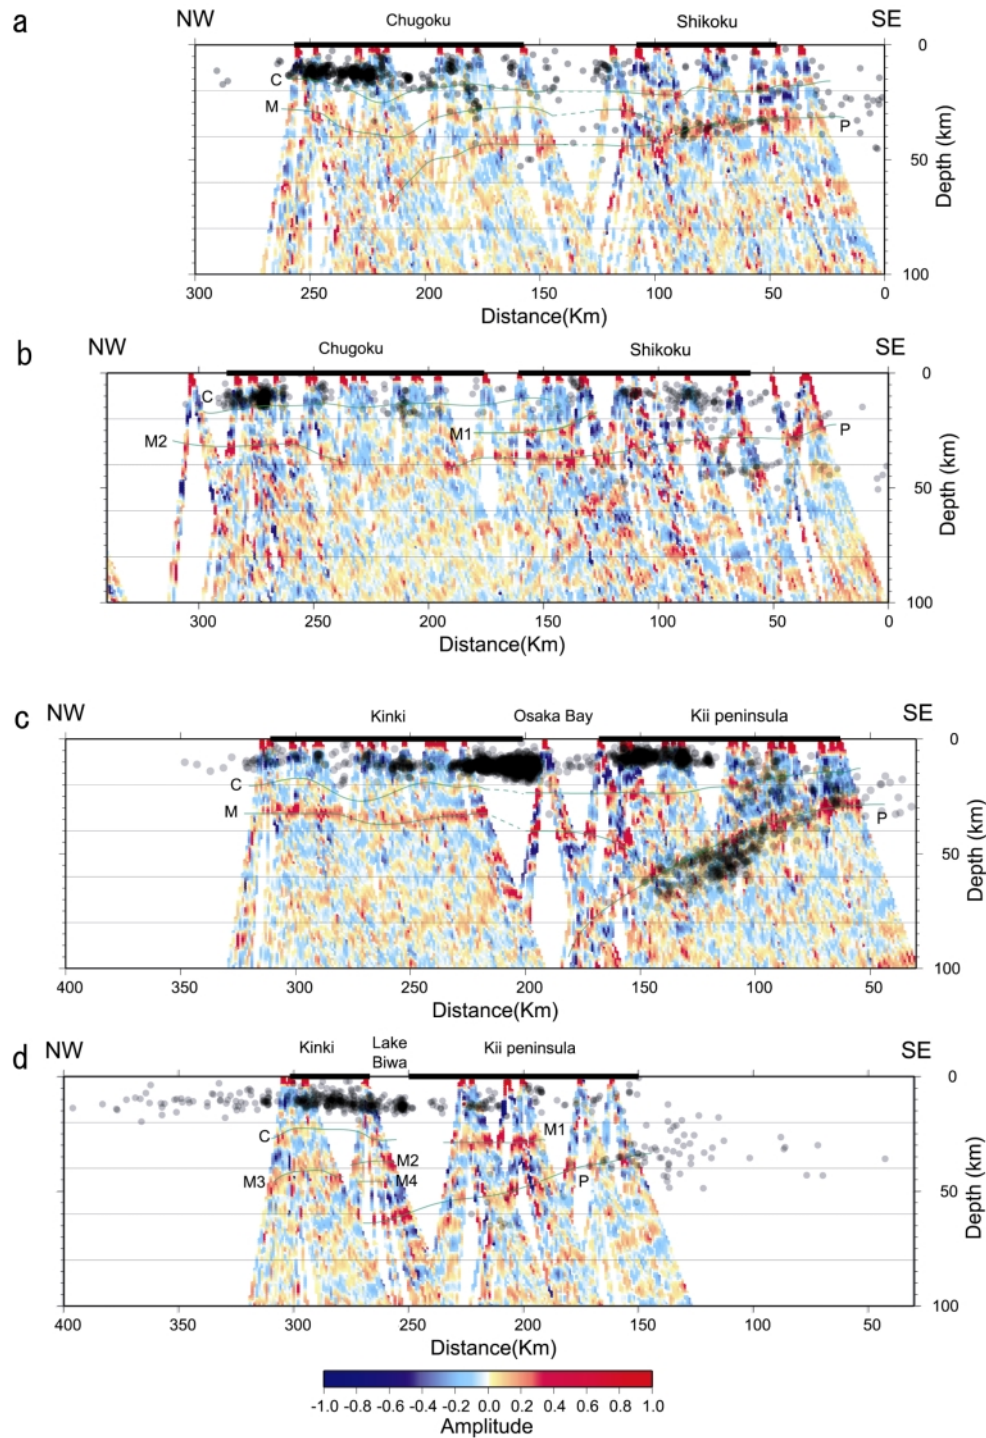 a
NW
Chugoku
Shikoku
SE
0
C
M
P
50
Depth (km)
100
300
250
200
150
100
50
0
Distance(Km)
b
NW
Chugoku
Shikoku
SE
0
C
M2
M1
P
50
Depth (km)
100
300
250
200
150
100
50
0
Distance(Km)
c
NW
Kinki
Osaka Bay
Kii peninsula
SE
0
C
M
P
50
Depth (km)
100
400
350
300
250
200
150
100
50
Distance(Km)
d
NW
Kinki
Lake
Biwa
Kii peninsula
SE
0
C
M1
M2
M3
M4
P
50
Depth (km)
100
400
350
300
250
200
150
100
50
Distance(Km)
-1.0 -0.8 -0.6 -0.4 -0.2 0.0 0.2 0.4 0.6 0.8 1.0
Amplitude